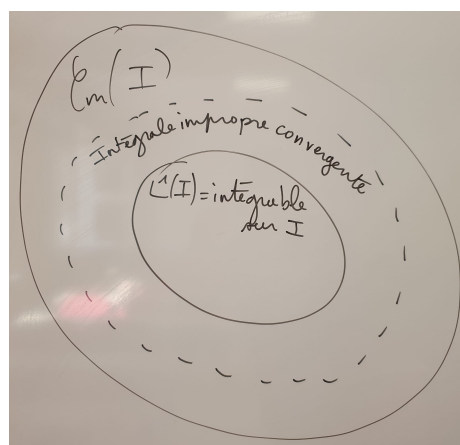 𝒞m(I)
Intégrale impropre convergente
L¹(I) = intégrable
sur I